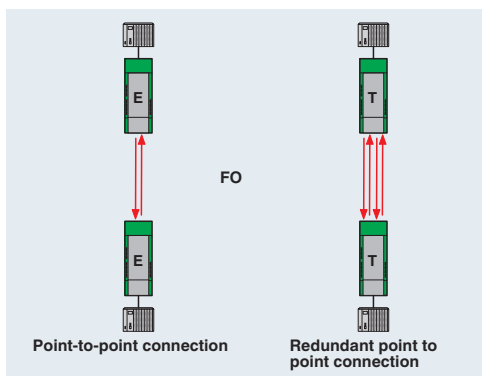 E
T
FO
E
T
Point-to-point connection
Redundant point to
point connection